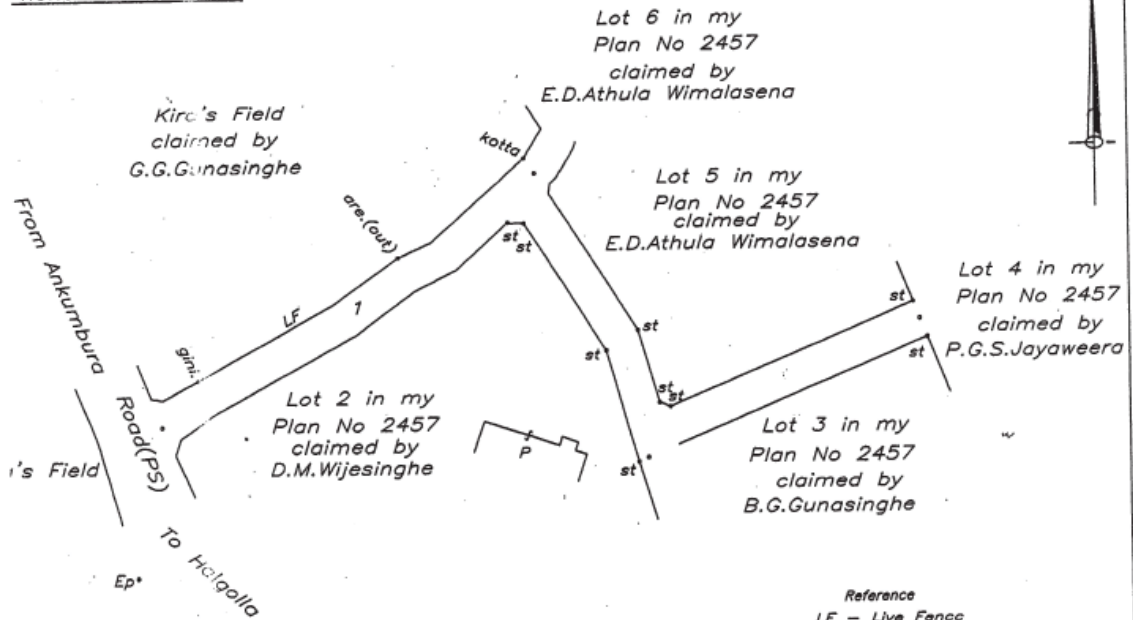 Lot 6 in my
Plan No 2457
claimed by
E.D.Athula Wimalasena
Field
claimed by
G.G.Gunasinghe
kotta
are.(out)
Lot 5 in my
Plan No 2457
claimed by
E.D.Athula Wimalasena
From Ankumbura
Road(PS)
To Halgolla
LF
1
gini.
st
st
st
st
st
st
st
st
st
Lot 4 in my
Plan No 2457
claimed by
P.G.S.Jayaweera
Lot 2 in my
Plan No 2457
claimed by
D.M.Wijesinghe
P
Lot 3 in my
Plan No 2457
claimed by
B.G.Gunasinghe
's Field
Ep
Reference
LF – Live Fence